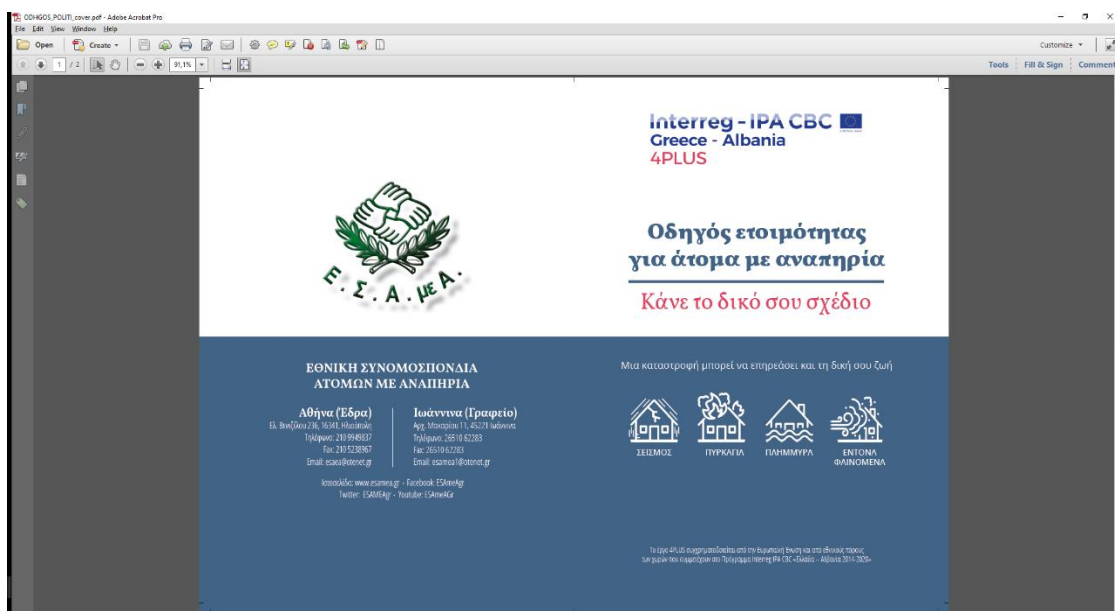 ODHGOS_POLITI_cover.pdf - Adobe Acrobat Pro
File Edit View Window Help
Open Create
Customize
1 / 2 91,1%
Tools Fill & Sign Comment
Ε.Σ.Α.μεΑ.
ΕΘΝΙΚΗ ΣΥΝΟΜΟΣΠΟΝΔΙΑ
ΑΤΟΜΩΝ ΜΕ ΑΝΑΠΗΡΙΑ
Αθήνα (Έδρα)
Ελ. Βενιζέλου 236, 16341, Ηλιούπολη
Τηλέφωνο: 210 9949837
Fax: 210 5238967
Email: esaea@otenet.gr
Ιωάννινα (Γραφείο)
Αρχ. Μακαρίου 11, 45221 Ιωάννινα
Τηλέφωνο: 26510 62283
Fax: 26510 62283
Email: esamea1@otenet.gr
Ιστοσελίδα: www.esamea.gr - Facebook: ESAmeAgr
Twitter: ESAMEAgr - Youtube: ESAmeAGr
Interreg - IPA CBC
Greece - Albania
4PLUS
Οδηγός ετοιμότητας
για άτομα με αναπηρία
Κάνε το δικό σου σχέδιο
Μια καταστροφή μπορεί να επηρεάσει και τη δική σου ζωή
ΣΕΙΣΜΟΣ ΠΥΡΚΑΓΙΑ ΠΛΗΜΜΥΡΑ ΕΝΤΟΝΑ
ΦΑΙΝΟΜΕΝΑ
Το έργο 4PLUS συγχρηματοδοτείται από την Ευρωπαϊκή Ένωση και από εθνικούς πόρους
των χωρών που συμμετέχουν στο Πρόγραμμα Interreg IPA CBC «Ελλάδα – Αλβανία 2014-2020»